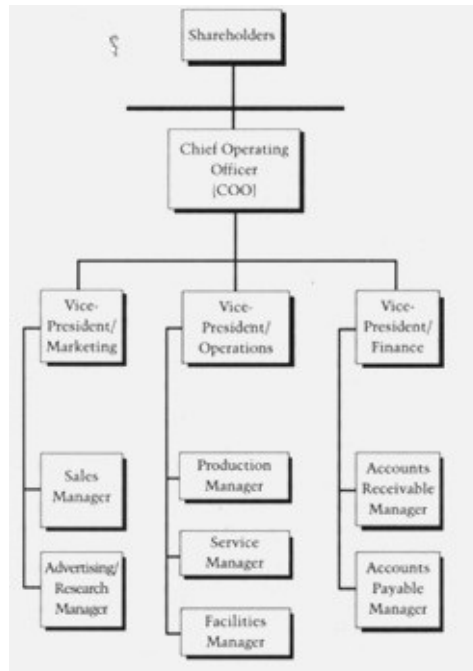 Shareholders
Chief Operating
Officer
[COO]
Vice-
President/
Marketing
Vice-
President/
Operations
Vice-
President/
Finance
Sales
Manager
Advertising/
Research
Manager
Production
Manager
Service
Manager
Facilities
Manager
Accounts
Receivable
Manager
Accounts
Payable
Manager